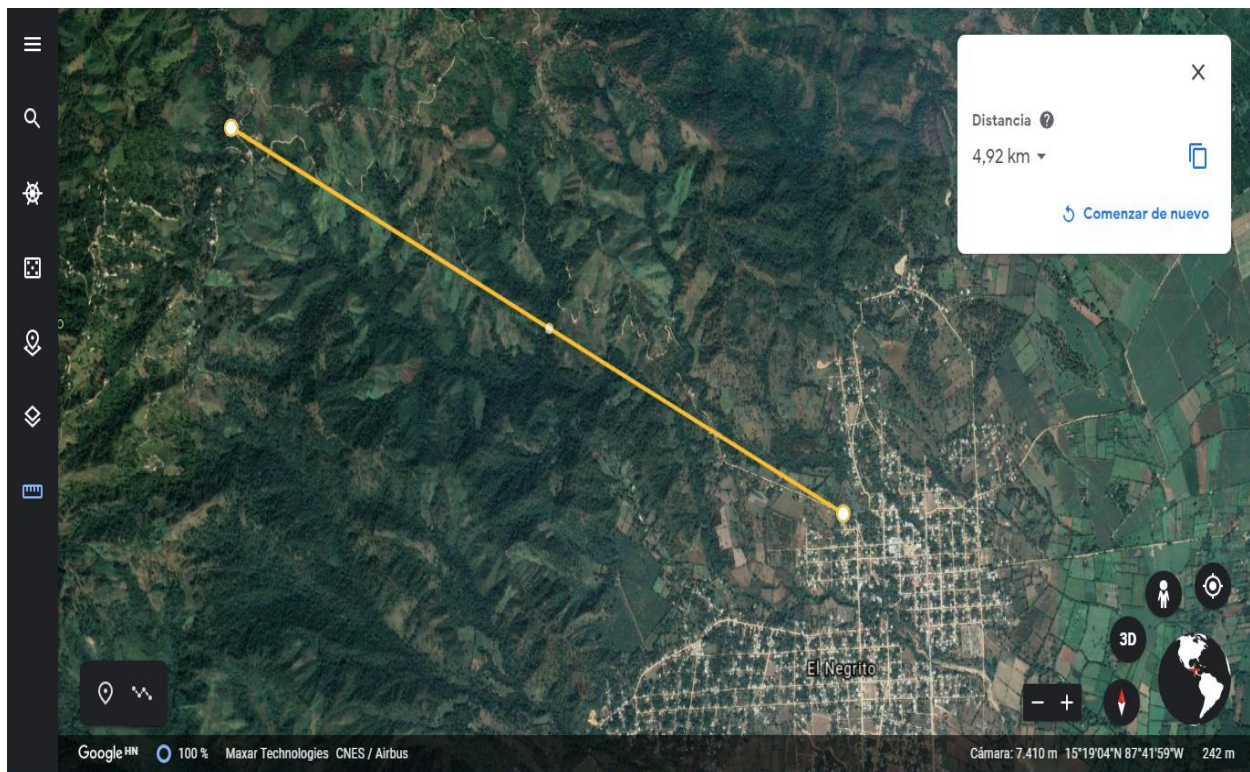 Distancia
4,92 km
Comenzar de nuevo
El Negrito
3D
Google HN 100 % Maxar Technologies CNES / Airbus Cámara: 7.410 m 15°19'04"N 87°41'59"W 242 m